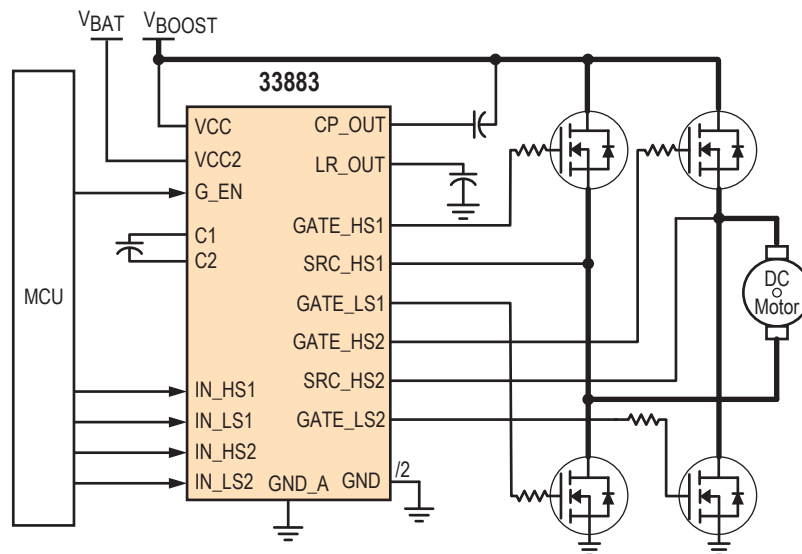 VBAT
VBOOST
33883
VCC
VCC2
G_EN
C1
C2
IN_HS1
IN_LS1
IN_HS2
IN_LS2
GND_A
GND
/2
CP_OUT
LR_OUT
GATE_HS1
SRC_HS1
GATE_LS1
GATE_HS2
SRC_HS2
GATE_LS2
MCU
DC
Motor